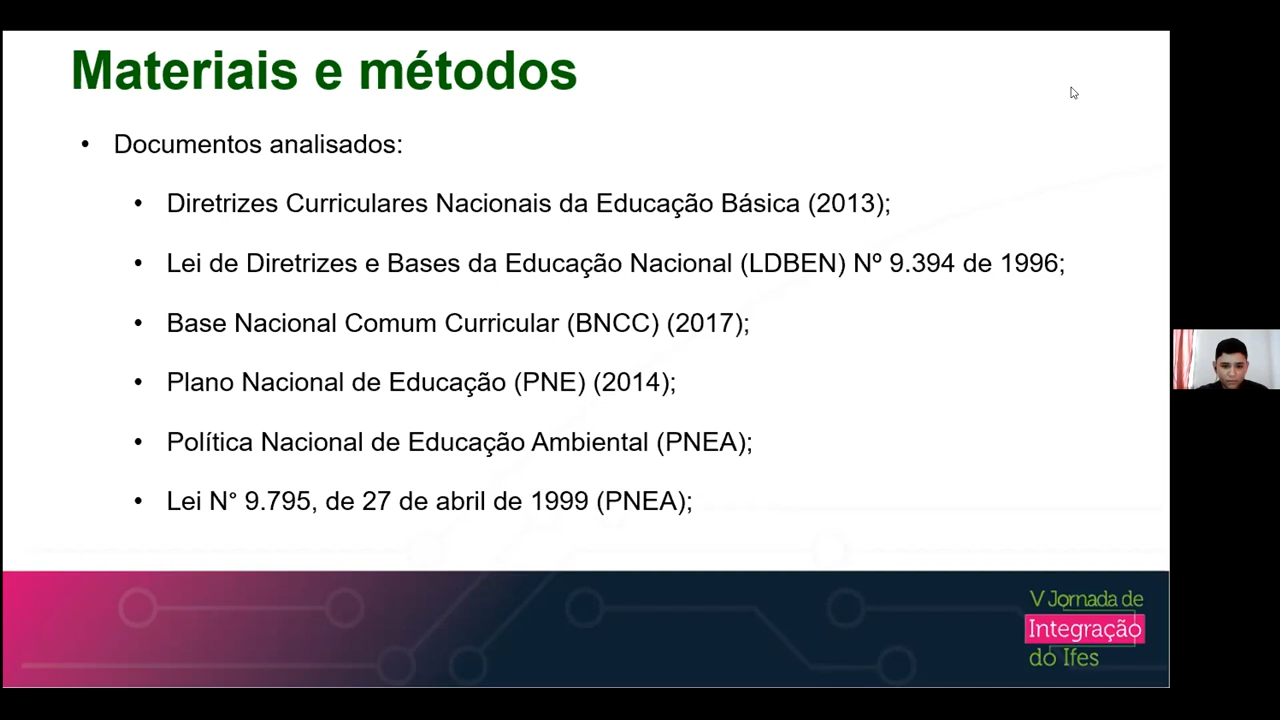 Materiais e métodos
• Documentos analisados:
• Diretrizes Curriculares Nacionais da Educação Básica (2013);
• Lei de Diretrizes e Bases da Educação Nacional (LDBEN) Nº 9.394 de 1996;
• Base Nacional Comum Curricular (BNCC) (2017);
• Plano Nacional de Educação (PNE) (2014);
• Política Nacional de Educação Ambiental (PNEA);
• Lei N° 9.795, de 27 de abril de 1999 (PNEA);
V Jornada de
Integração
do Ifes